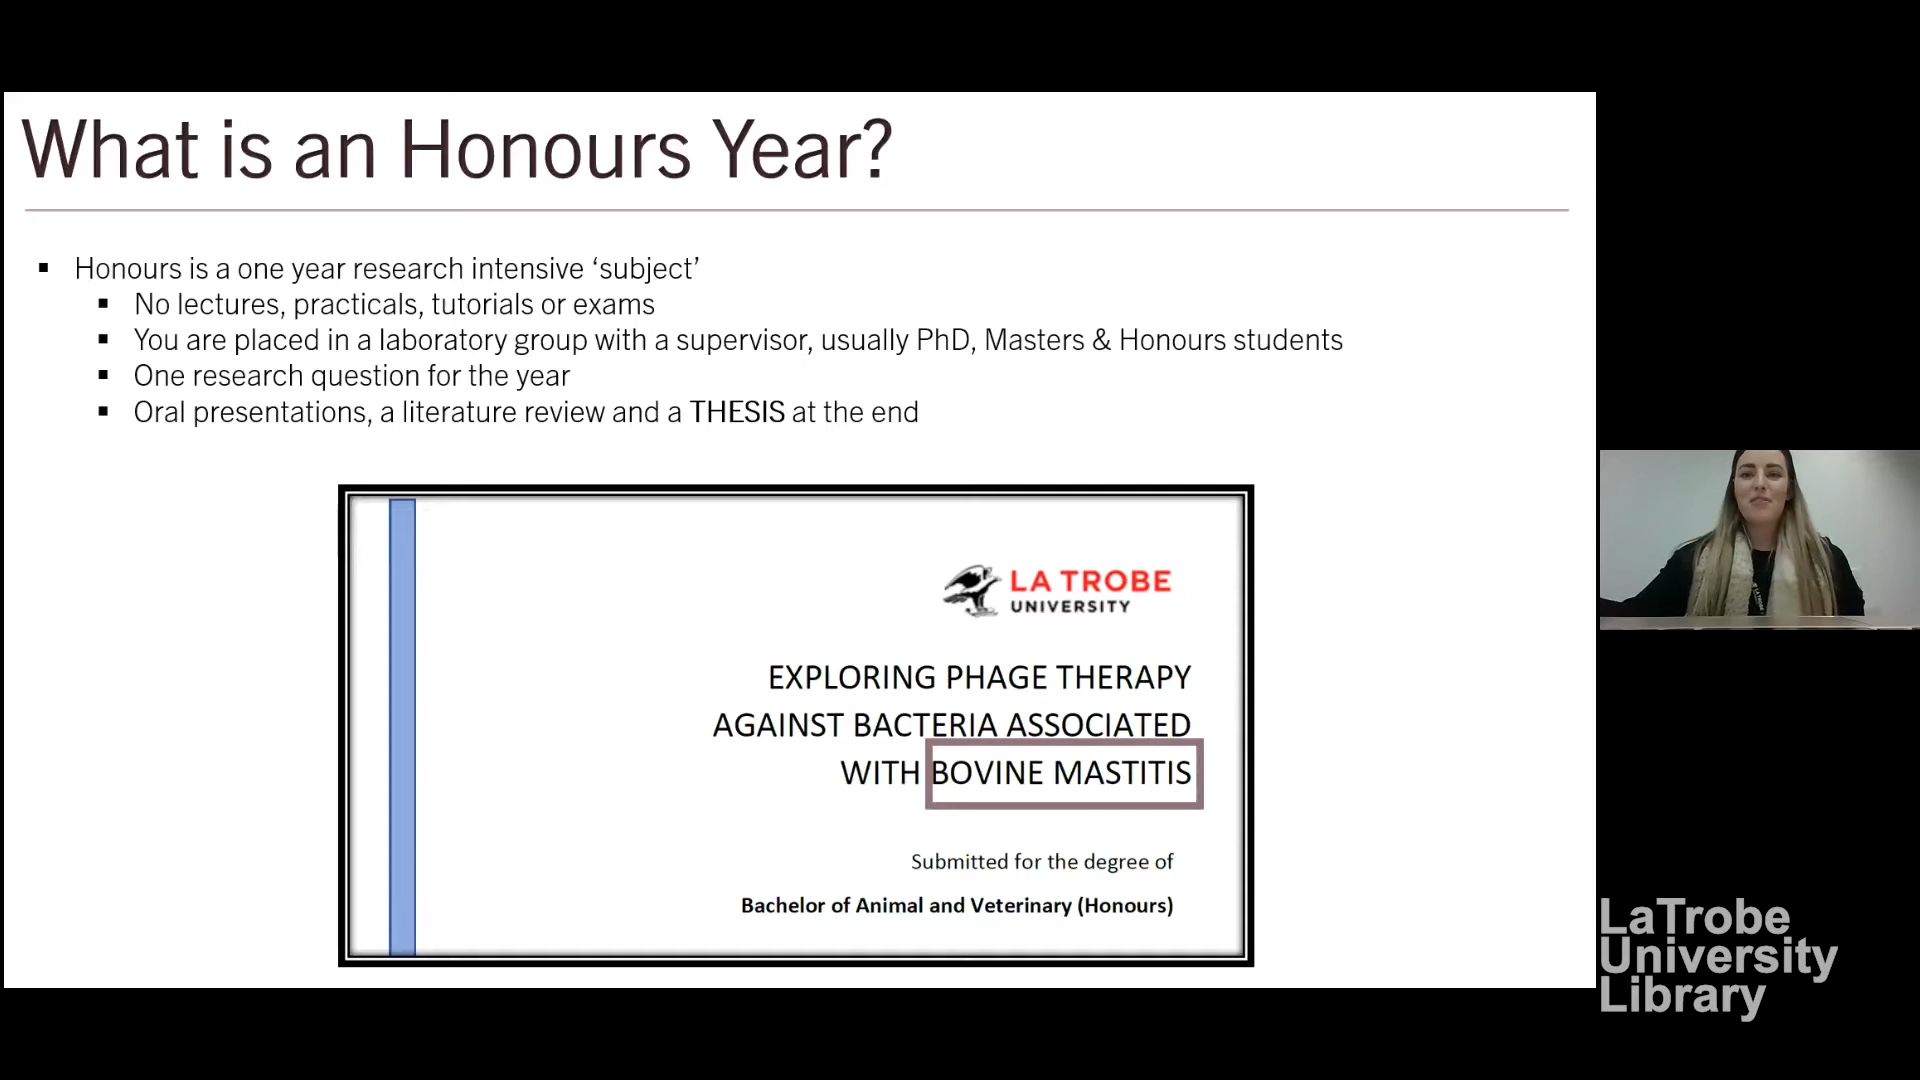 What is an Honours Year?
Honours is a one year research intensive ‘subject’
No lectures, practicals, tutorials or exams
You are placed in a laboratory group with a supervisor, usually PhD, Masters & Honours students
One research question for the year
Oral presentations, a literature review and a THESIS at the end
LA TROBE
UNIVERSITY
EXPLORING PHAGE THERAPY
AGAINST BACTERIA ASSOCIATED
WITH BOVINE MASTITIS
Submitted for the degree of
Bachelor of Animal and Veterinary (Honours)
LA TROBE
LaTrobe
University
Library